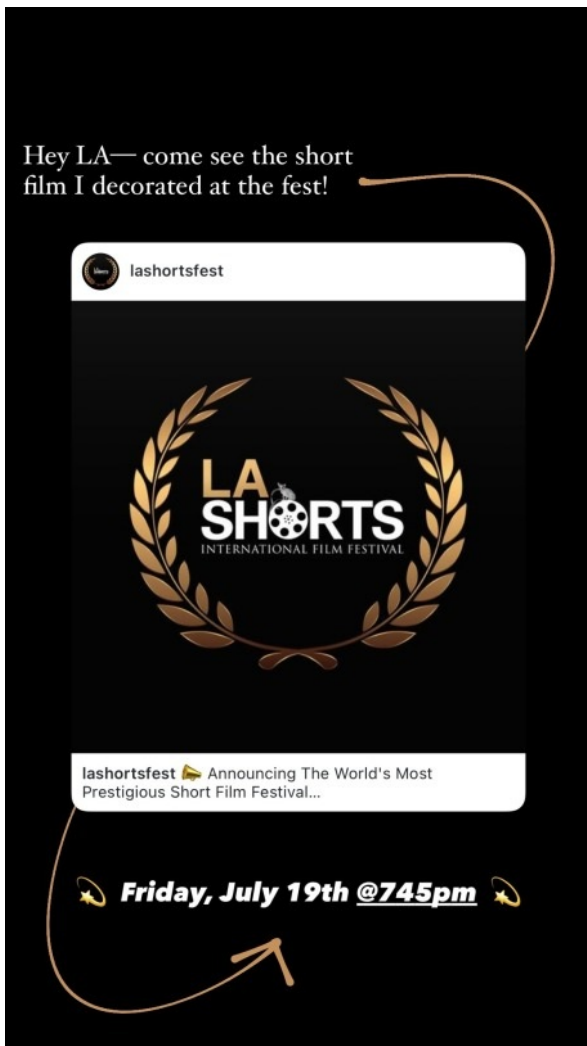 Hey LA— come see the short
film I decorated at the fest!
lashortsfest
LA
SHORTS
INTERNATIONAL FILM FESTIVAL
lashortsfest 📣 Announcing The World's Most
Prestigious Short Film Festival...
💫 Friday, July 19th @745pm 💫